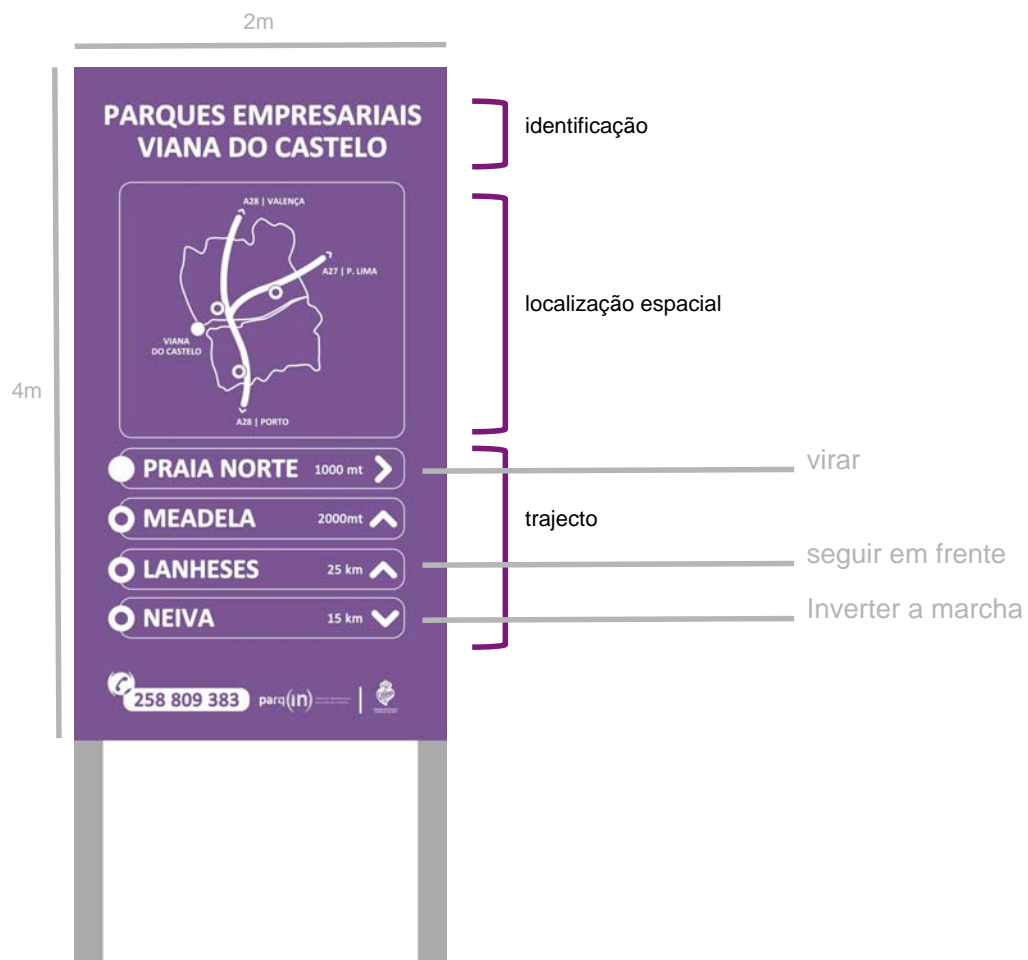 2m
4m
PARQUES EMPRESARIAIS
VIANA DO CASTELO
identificação
A28 | VALENÇA
A27 | P. LIMA
VIANA
DO CASTELO
A28 | PORTO
localização espacial
PRAIA NORTE 1000 mt
virar
MEADELA 2000mt
trajecto
LANHESES 25 km
seguir em frente
NEIVA 15 km
Inverter a marcha
258 809 383 parq(in)